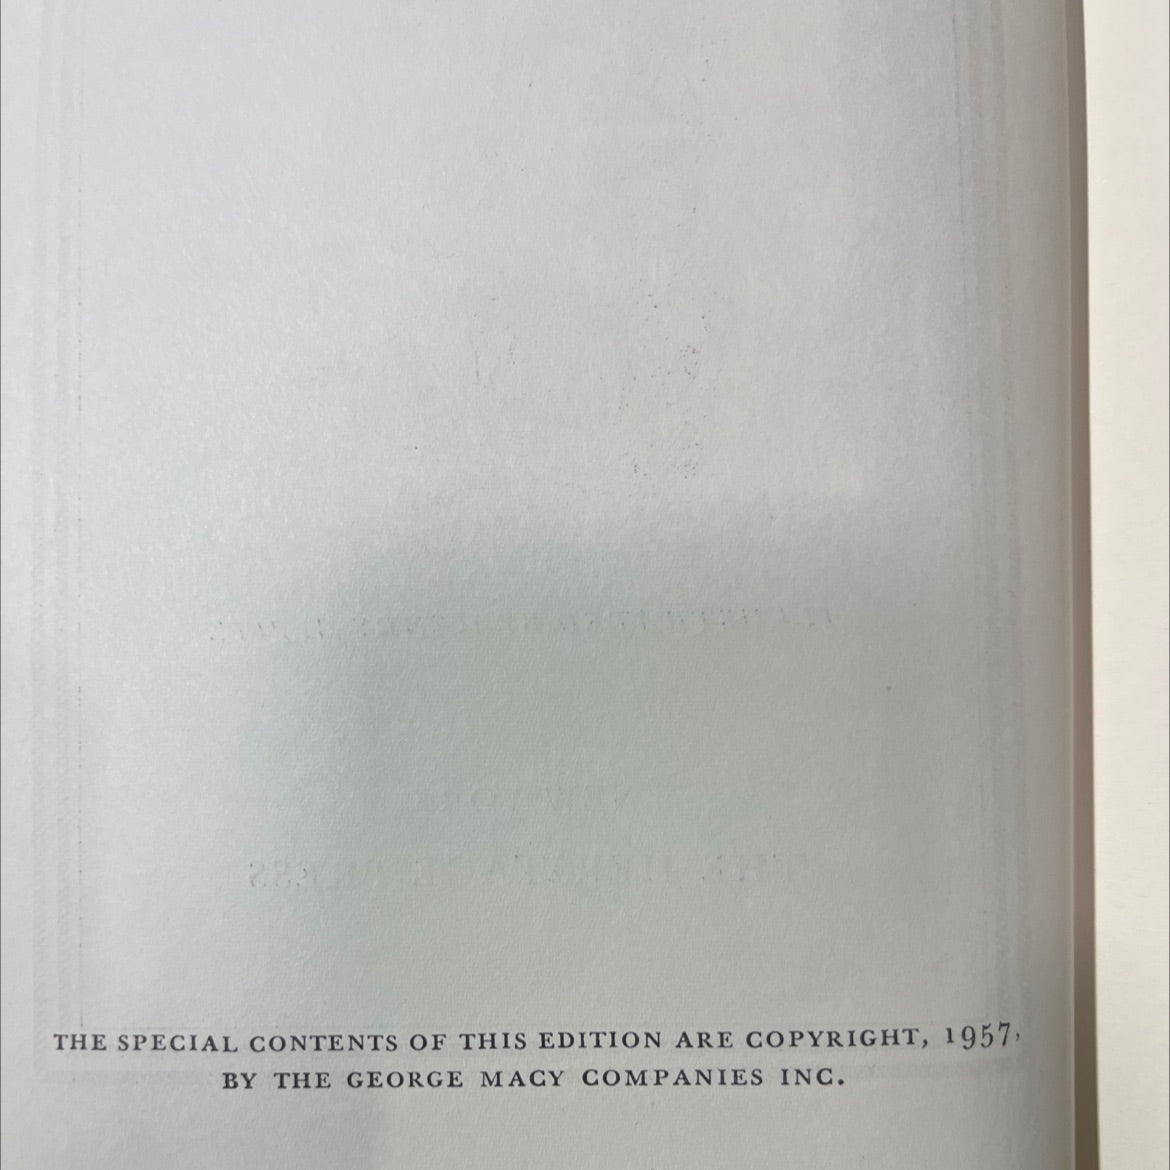 THE SPECIAL CONTENTS OF THIS EDITION ARE COPYRIGHT, 1957,
BY THE GEORGE MACY COMPANIES INC.